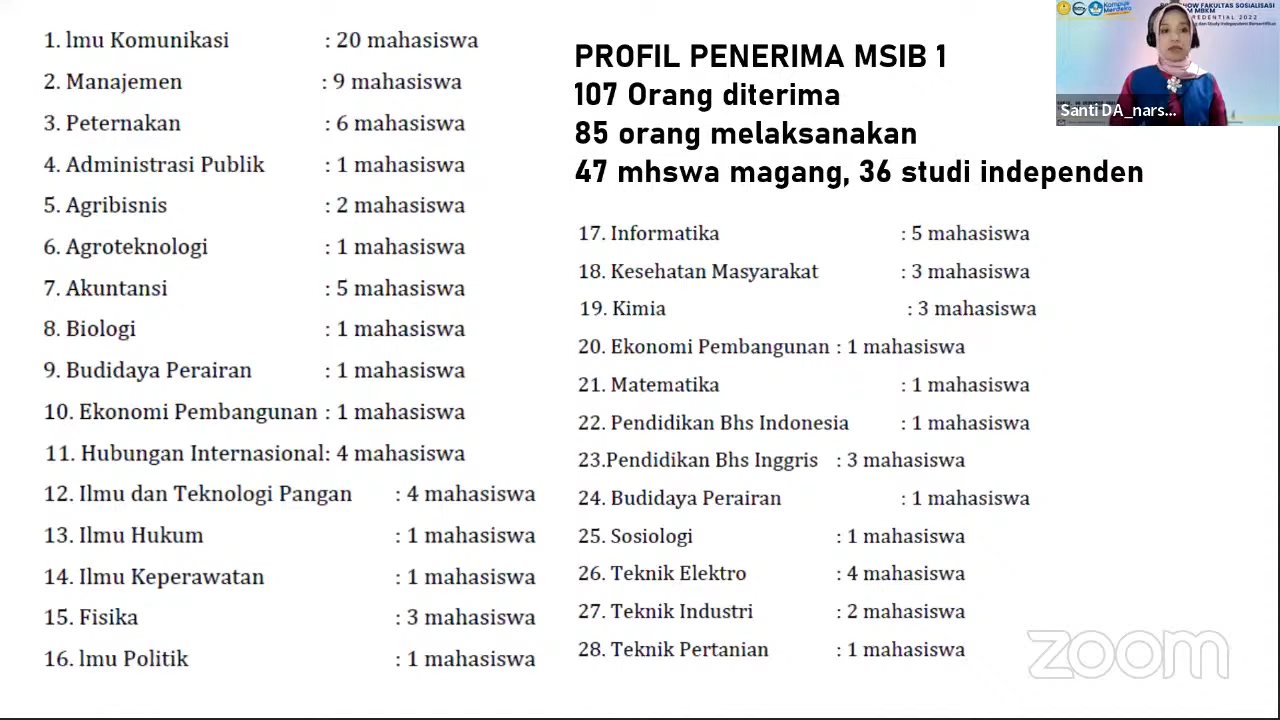 1. lmu Komunikasi : 20 mahasiswa
2. Manajemen : 9 mahasiswa
3. Peternakan : 6 mahasiswa
4. Administrasi Publik : 1 mahasiswa
5. Agribisnis : 2 mahasiswa
6. Agroteknologi : 1 mahasiswa
7. Akuntansi : 5 mahasiswa
8. Biologi : 1 mahasiswa
9. Budidaya Perairan : 1 mahasiswa
10. Ekonomi Pembangunan : 1 mahasiswa
11. Hubungan Internasional: 4 mahasiswa
12. Ilmu dan Teknologi Pangan : 4 mahasiswa
13. Ilmu Hukum : 1 mahasiswa
14. Ilmu Keperawatan : 1 mahasiswa
15. Fisika : 3 mahasiswa
16. lmu Politik : 1 mahasiswa
PROFIL PENERIMA MSIB 1
107 Orang diterima
85 orang melaksanakan
47 mhswa magang, 36 studi independen
17. Informatika : 5 mahasiswa
18. Kesehatan Masyarakat : 3 mahasiswa
19. Kimia : 3 mahasiswa
20. Ekonomi Pembangunan : 1 mahasiswa
21. Matematika : 1 mahasiswa
22. Pendidikan Bhs Indonesia : 1 mahasiswa
23.Pendidikan Bhs Inggris : 3 mahasiswa
24. Budidaya Perairan : 1 mahasiswa
25. Sosiologi : 1 mahasiswa
26. Teknik Elektro : 4 mahasiswa
27. Teknik Industri : 2 mahasiswa
28. Teknik Pertanian : 1 mahasiswa
Kampus
Merdeka
FAKULTAS SOSIALISASI
MBKM
2022
Santi DA_nars...
zoom